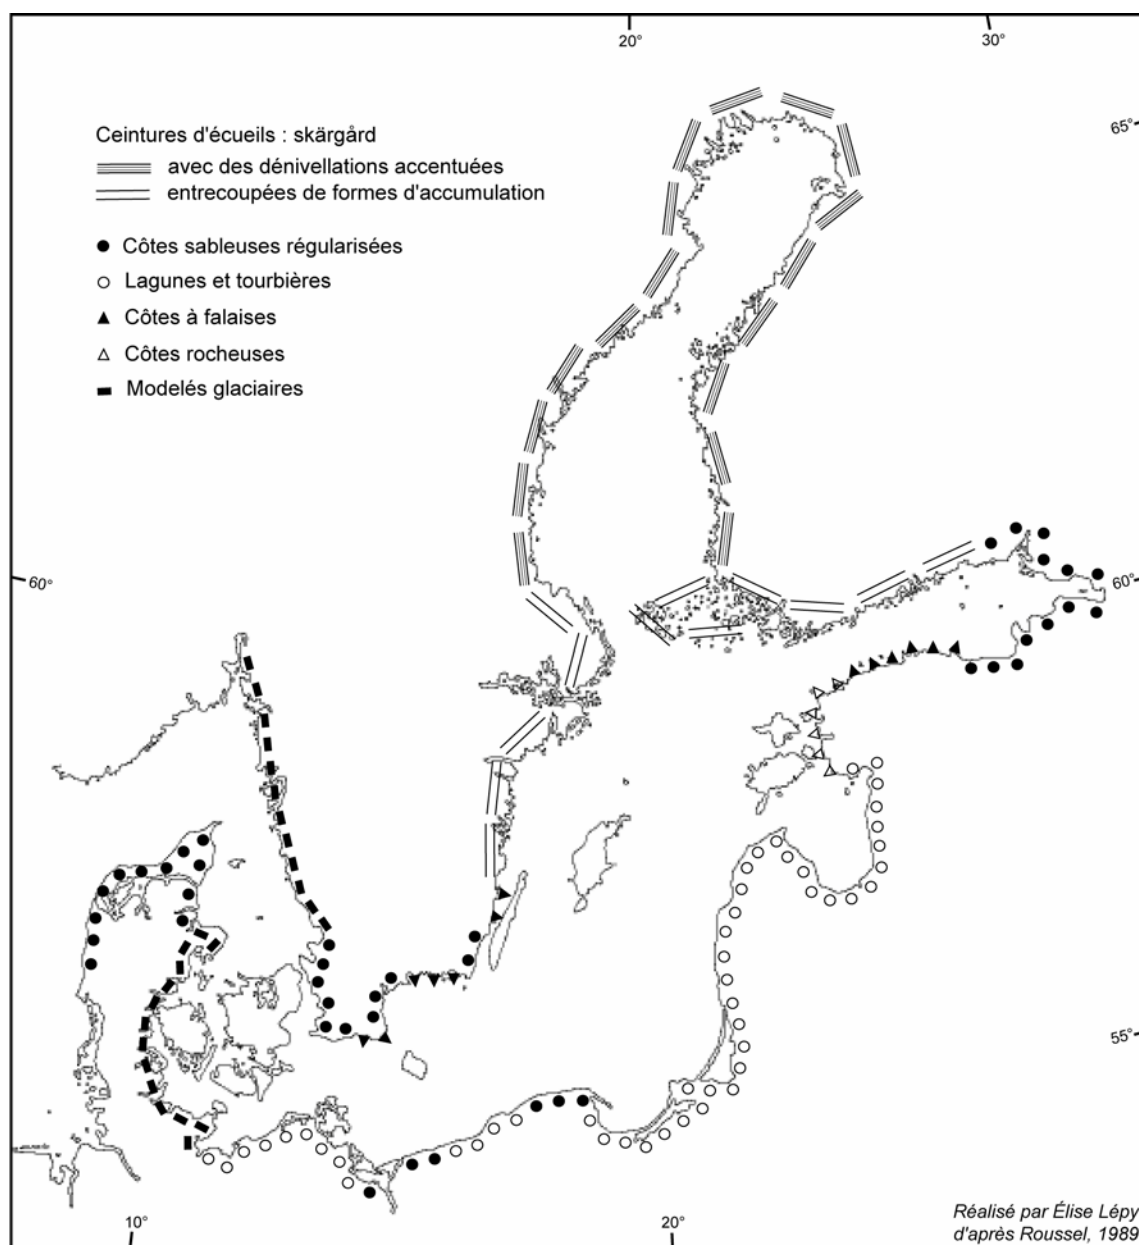 20°
30°
65°
Ceintures d'écueils : skärgård
avec des dénivellations accentuées
entrecoupées de formes d'accumulation
Côtes sableuses régularisées
Lagunes et tourbières
Côtes à falaises
Côtes rocheuses
Modelés glaciaires
60°
60°
55°
10°
20°
Réalisé par Élise Lépy
d'après Roussel, 1989